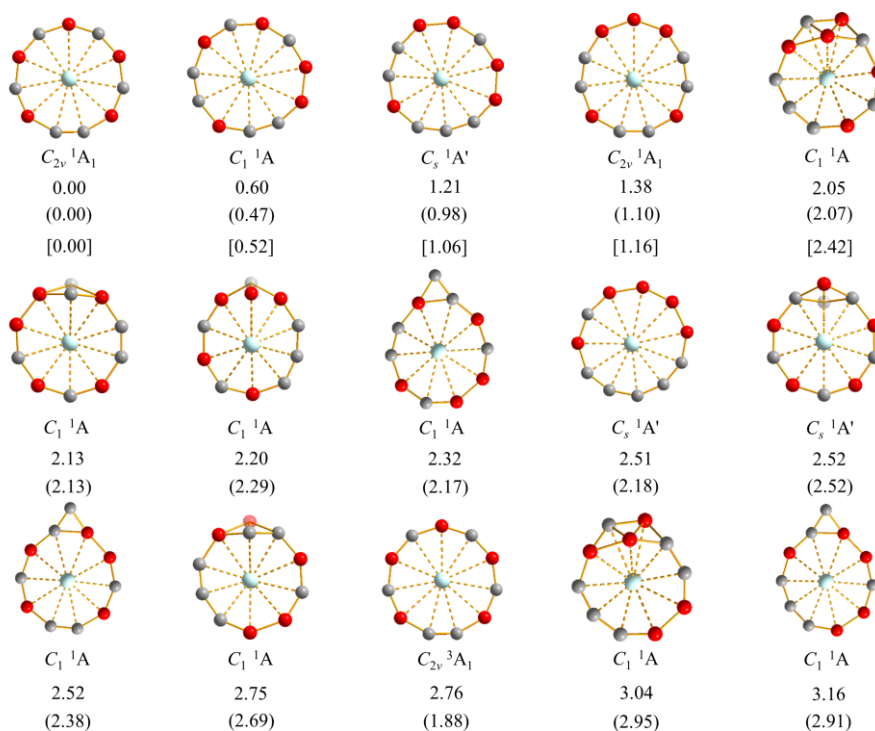 C2v ¹A1 C1 ¹A Cs ¹A' C2v ¹A1 C1 ¹A
0.00 0.60 1.21 1.38 2.05
(0.00) (0.47) (0.98) (1.10) (2.07)
[0.00] [0.52] [1.06] [1.16] [2.42]
C1 ¹A C1 ¹A C1 ¹A Cs ¹A' Cs ¹A'
2.13 2.20 2.32 2.51 2.52
(2.13) (2.29) (2.17) (2.18) (2.52)
C1 ¹A C1 ¹A C2v ³A1 C1 ¹A C1 ¹A
2.52 2.75 2.76 3.04 3.16
(2.38) (2.69) (1.88) (2.95) (2.91)